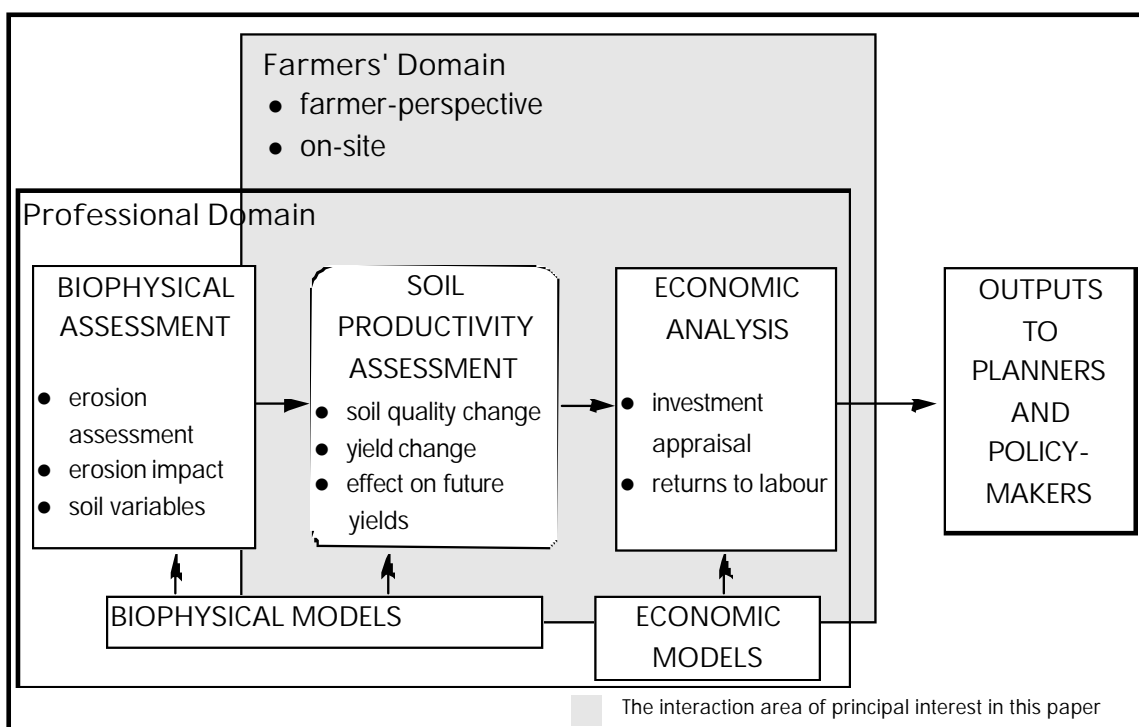 Farmers' Domain
● farmer-perspective
● on-site
Professional Domain
BIOPHYSICAL
ASSESSMENT
● erosion
assessment
● erosion impact
● soil variables
SOIL
PRODUCTIVITY
ASSESSMENT
● soil quality change
● yield change
● effect on future
yields
ECONOMIC
ANALYSIS
● investment
appraisal
● returns to labour
OUTPUTS
TO
PLANNERS
AND
POLICY-
MAKERS
BIOPHYSICAL MODELS
ECONOMIC
MODELS
The interaction area of principal interest in this paper